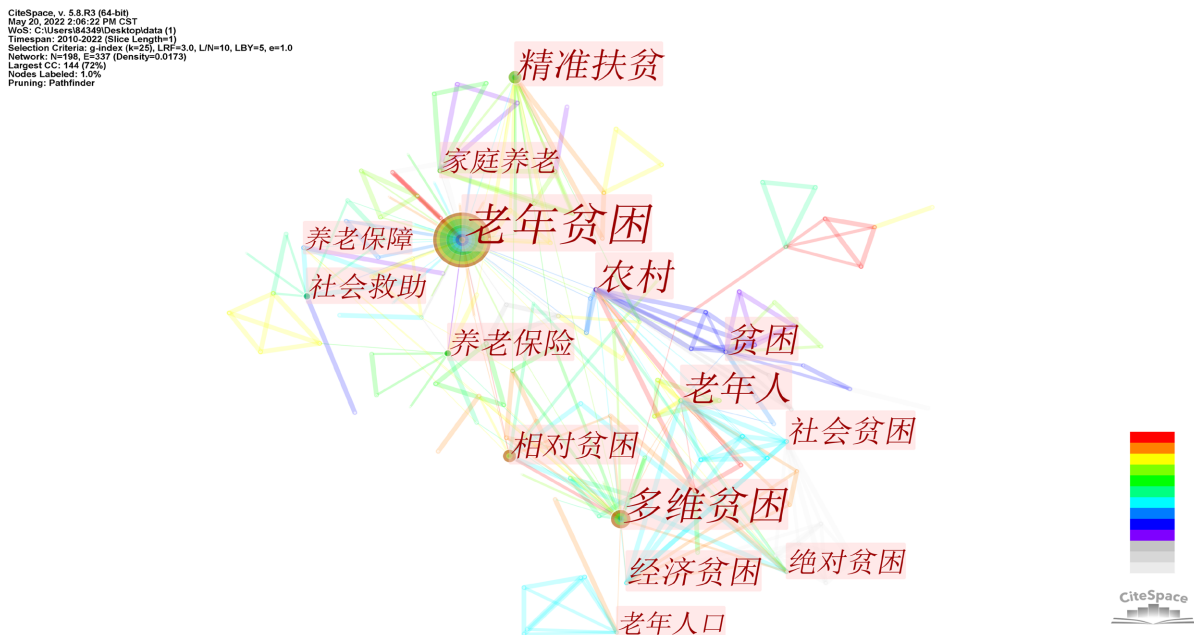 CiteSpace, v. 5.8.R3 (64-bit)
May 20, 2022 2:06:22 PM CST
WoS: C:\Users\84349\Desktop\data (1)
Timespan: 2010-2022 (Slice Length=1)
Selection Criteria: g-index (k=25), LRF=3.0, L/N=10, LBY=5, e=1.0
Network: N=198, E=337 (Density=0.0173)
Largest CC: 144 (72%)
Nodes Labeled: 1.0%
Pruning: Pathfinder
精准扶贫
家庭养老
老年贫困
养老保障
农村
社会救助
贫困
养老保险
老年人
社会贫困
相对贫困
多维贫困
绝对贫困
经济贫困
老年人口
CiteSpace